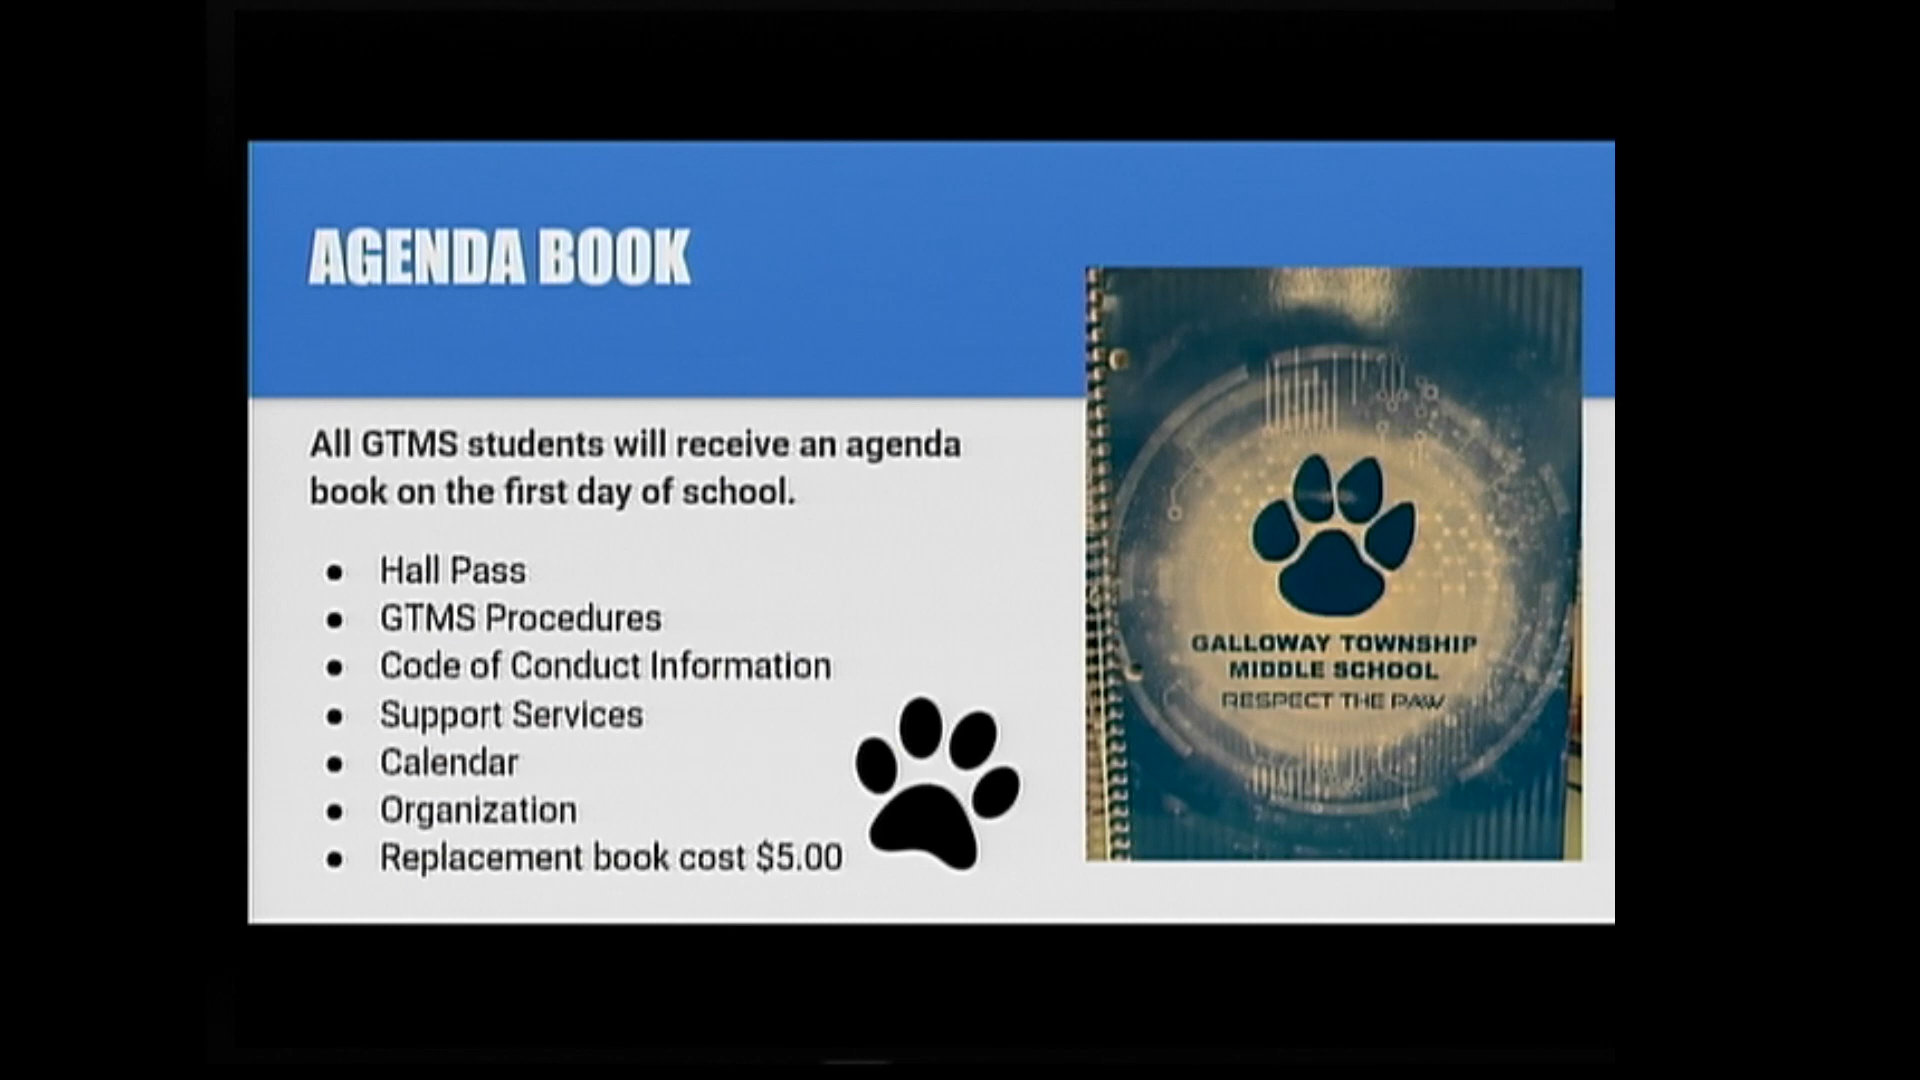 AGENDA BOOK
All GTMS students will receive an agenda
book on the first day of school.
Hall Pass
GTMS Procedures
Code of Conduct Information
Support Services
Calendar
Organization
Replacement book cost $5.00
GALLOWAY TOWNSHIP
MIDDLE SCHOOL
RESPECT THE PAW